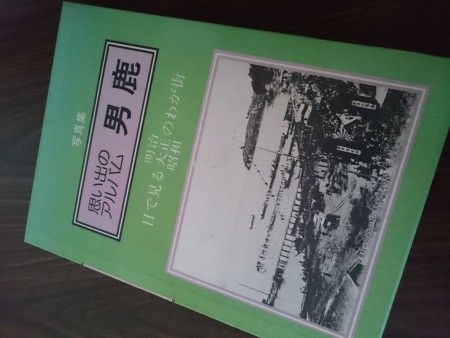 写真集
思い出の
アルバム
男鹿
明治
大正
昭和
目で見る のわが街